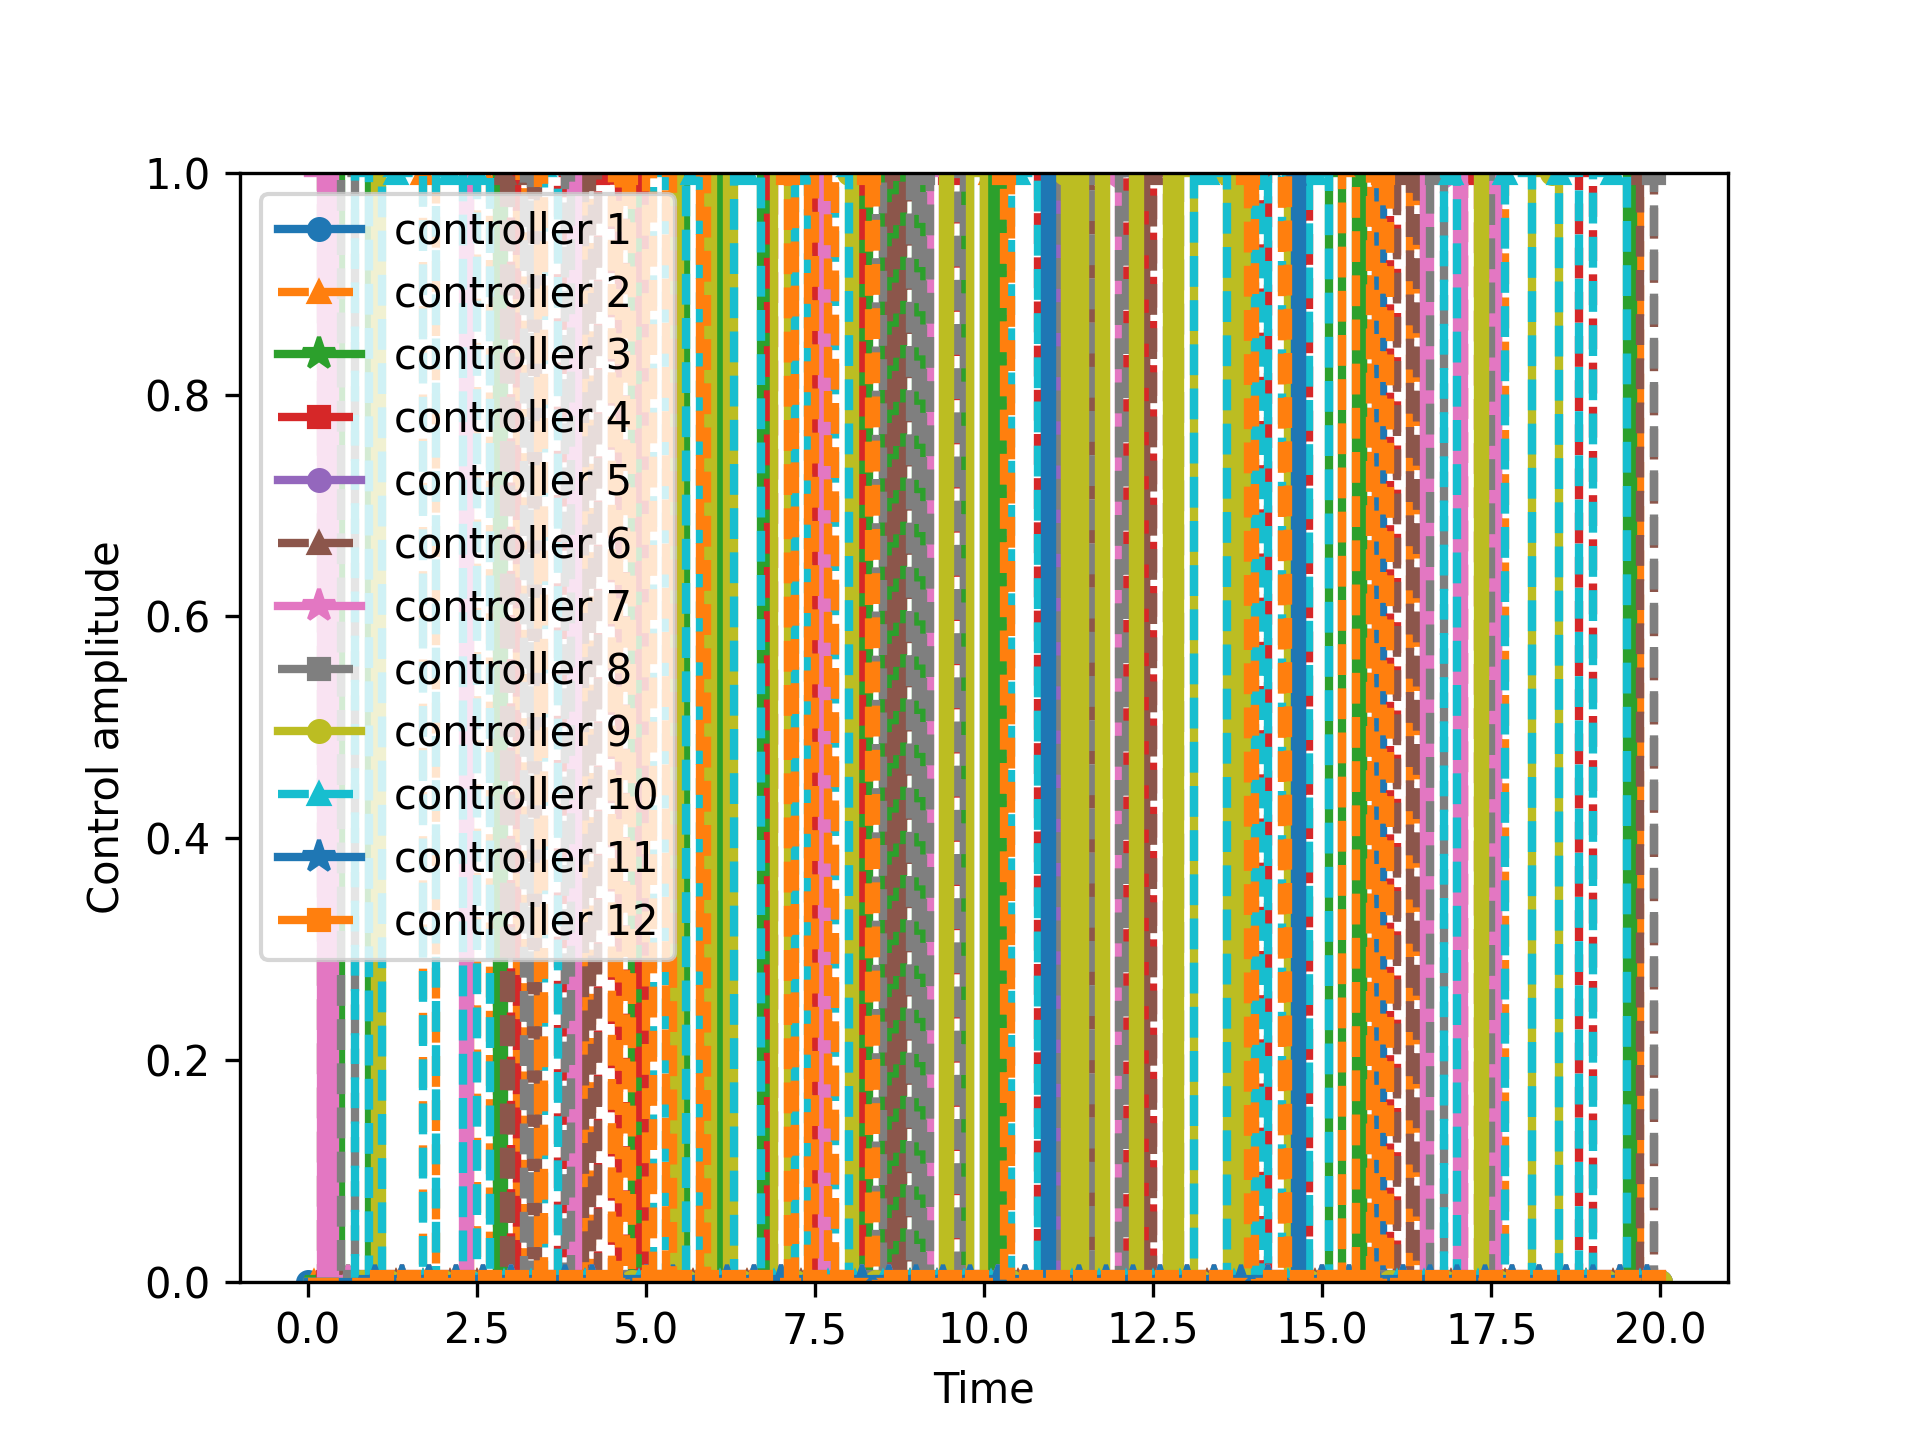 1.0
0.8
0.6
0.4
0.2
0.0
Control amplitude
controller 1
controller 2
controller 3
controller 4
controller 5
controller 6
controller 7
controller 8
controller 9
controller 10
controller 11
controller 12
0.0 2.5 5.0 7.5 10.0 12.5 15.0 17.5 20.0
Time